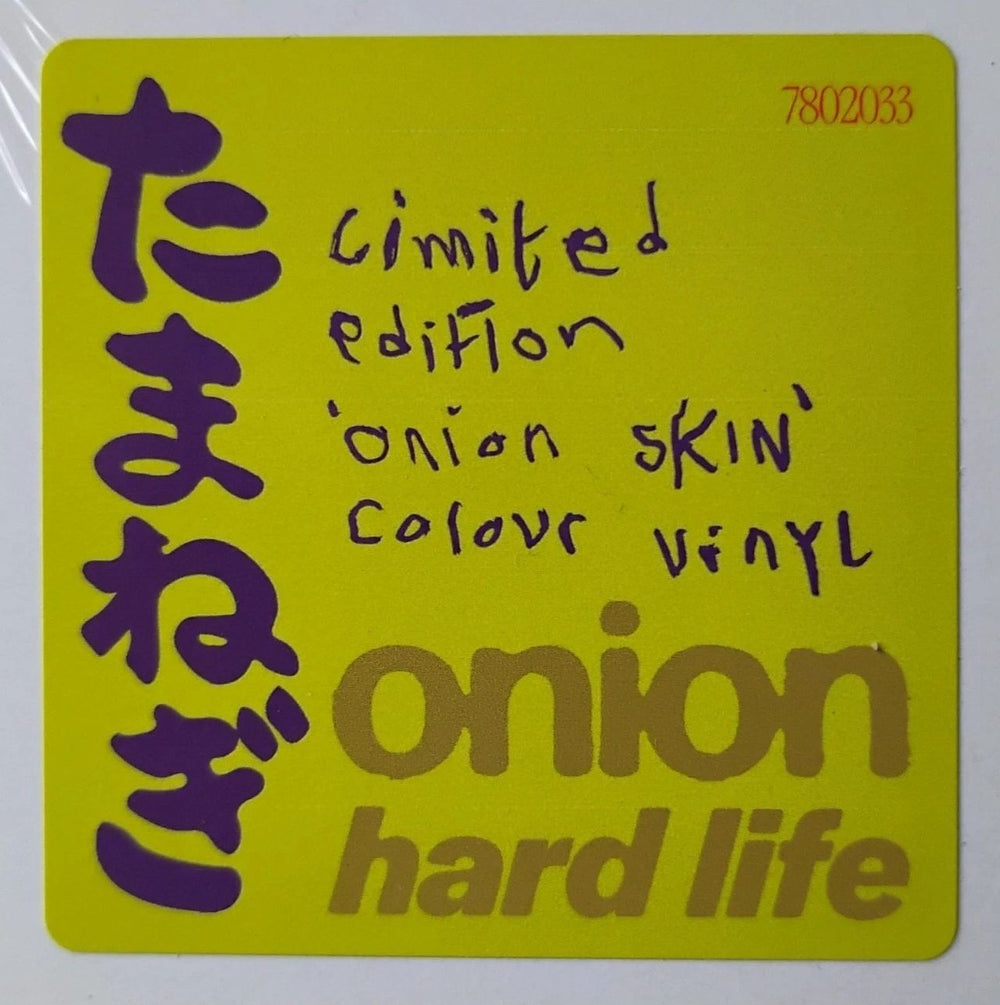 たまねぎ
7802033
Limited
edition
'onion SKIN'
Colour vinYL
onion
hard life